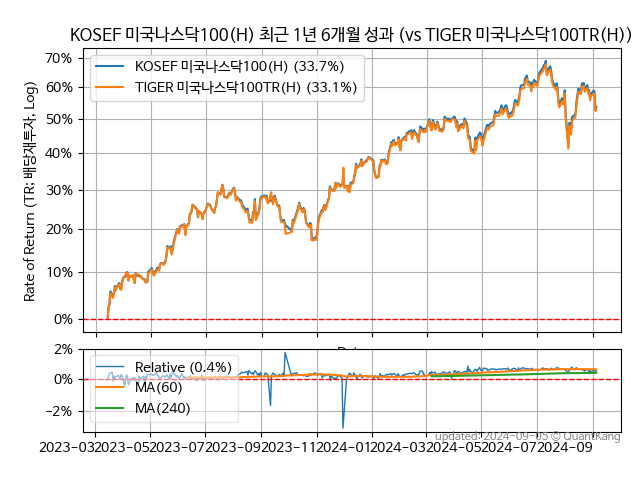 KOSEF 미국나스닥100(H) 최근 1년 6개월 성과 (vs TIGER 미국나스닥100TR(H))
70%
60%
50%
40%
30%
20%
10%
0%
Rate of Return (TR: 배당재투자, Log)
KOSEF 미국나스닥100(H) (33.7%)
TIGER 미국나스닥100TR(H) (33.1%)
2%
0%
−2%
Relative (0.4%)
MA(60)
MA(240)
updated: 2024-09-05 © QuantKang
2023-03 2023-05 2023-07 2023-09 2023-11 2024-01 2024-03 2024-05 2024-07 2024-09